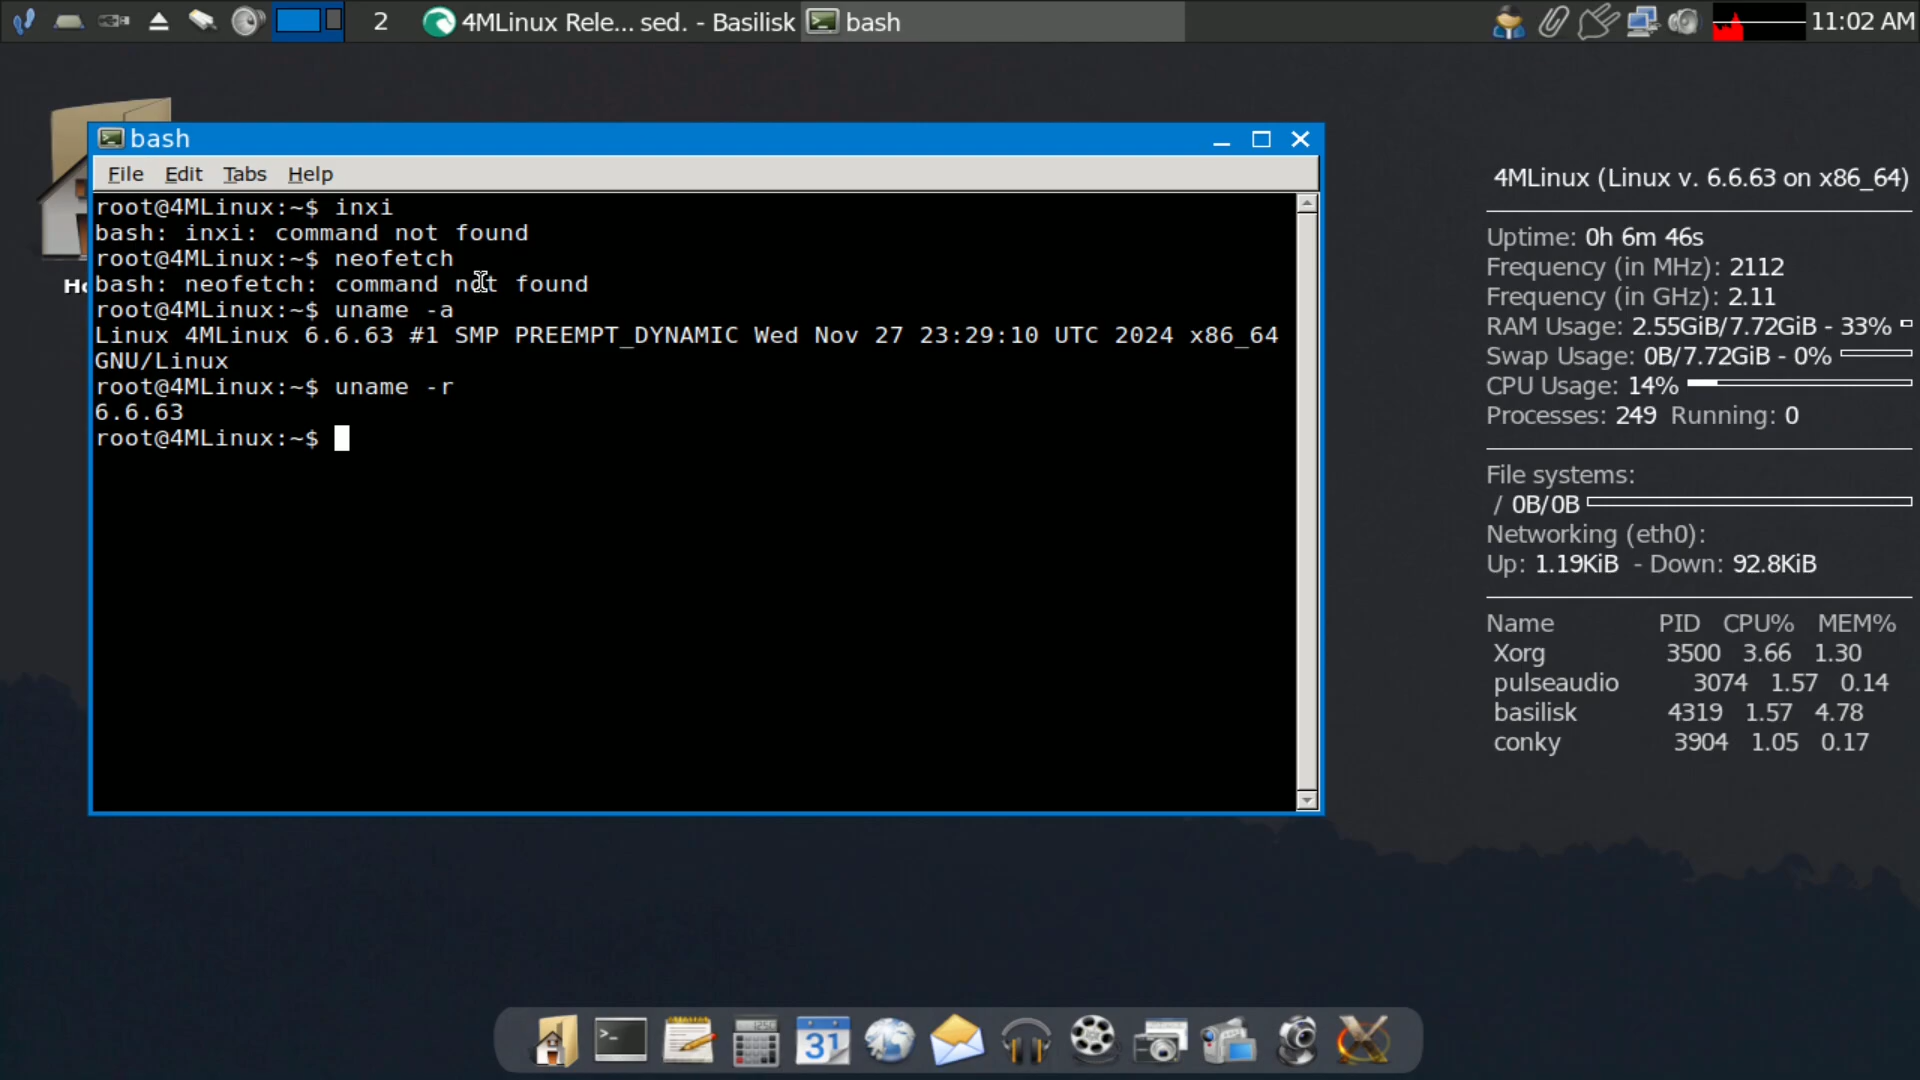 2 4MLinux Rele... sed. - Basilisk bash 11:02 AM
Ho
bash
File Edit Tabs Help
root@4MLinux:~$ inxi
bash: inxi: command not found
root@4MLinux:~$ neofetch
bash: neofetch: command not found
root@4MLinux:~$ uname -a
Linux 4MLinux 6.6.63 #1 SMP PREEMPT_DYNAMIC Wed Nov 27 23:29:10 UTC 2024 x86_64
GNU/Linux
root@4MLinux:~$ uname -r
6.6.63
root@4MLinux:~$
4MLinux (Linux v. 6.6.63 on x86_64)
Uptime: 0h 6m 46s
Frequency (in MHz): 2112
Frequency (in GHz): 2.11
RAM Usage: 2.55GiB/7.72GiB - 33%
Swap Usage: 0B/7.72GiB - 0%
CPU Usage: 14%
Processes: 249 Running: 0
File systems:
/ 0B/0B
Networking (eth0):
Up: 1.19KiB - Down: 92.8KiB
Name PID CPU% MEM%
Xorg 3500 3.66 1.30
pulseaudio 3074 1.57 0.14
basilisk 4319 1.57 4.78
conky 3904 1.05 0.17
31